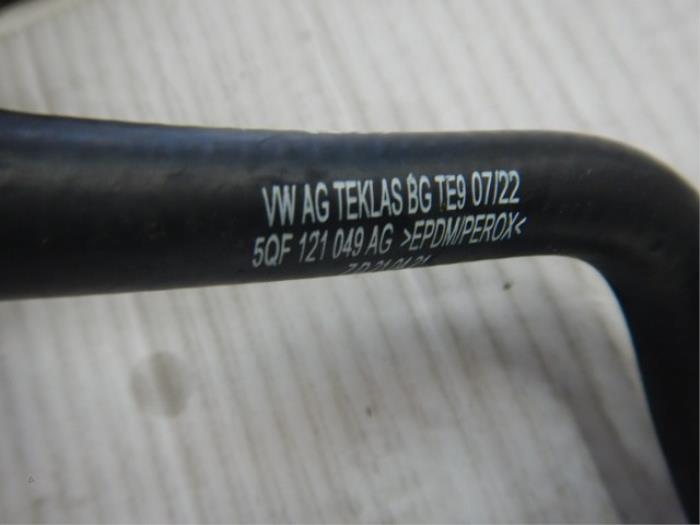 VW AG TEKLAS BG TE9 07/22
5QF 121 049 AG >EPDM/PEROX<